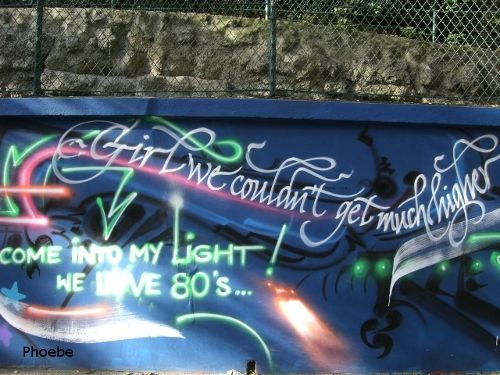 Girl we couldn't get much higher
COME INTO MY LIGHT!
WE LOVE 80's...
Phoebe